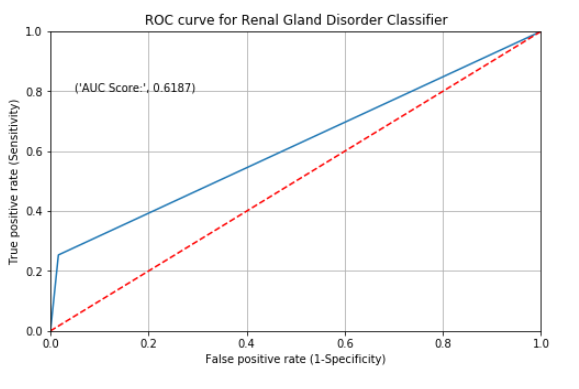 ROC curve for Renal Gland Disorder Classifier
1.0
0.8
0.6
0.4
0.2
0.0
('AUC Score:', 0.6187)
True positive rate (Sensitivity)
0.0 0.2 0.4 0.6 0.8 1.0
False positive rate (1-Specificity)